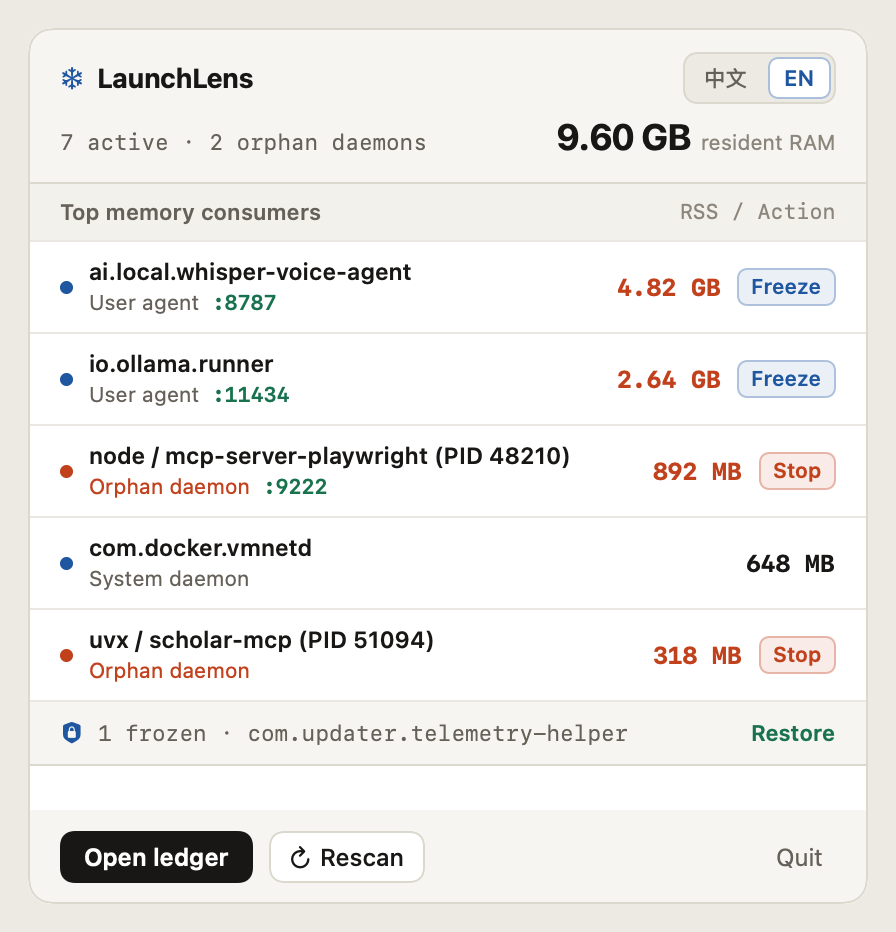 LaunchLens
中文 EN
7 active · 2 orphan daemons
9.60 GB resident RAM
Top memory consumers
RSS / Action
ai.local.whisper-voice-agent
User agent :8787
4.82 GB
Freeze
io.ollama.runner
User agent :11434
2.64 GB
Freeze
node / mcp-server-playwright (PID 48210)
Orphan daemon :9222
892 MB
Stop
com.docker.vmnetd
System daemon
648 MB
uvx / scholar-mcp (PID 51094)
Orphan daemon
318 MB
Stop
1 frozen · com.updater.telemetry-helper
Restore
Open ledger
Rescan
Quit